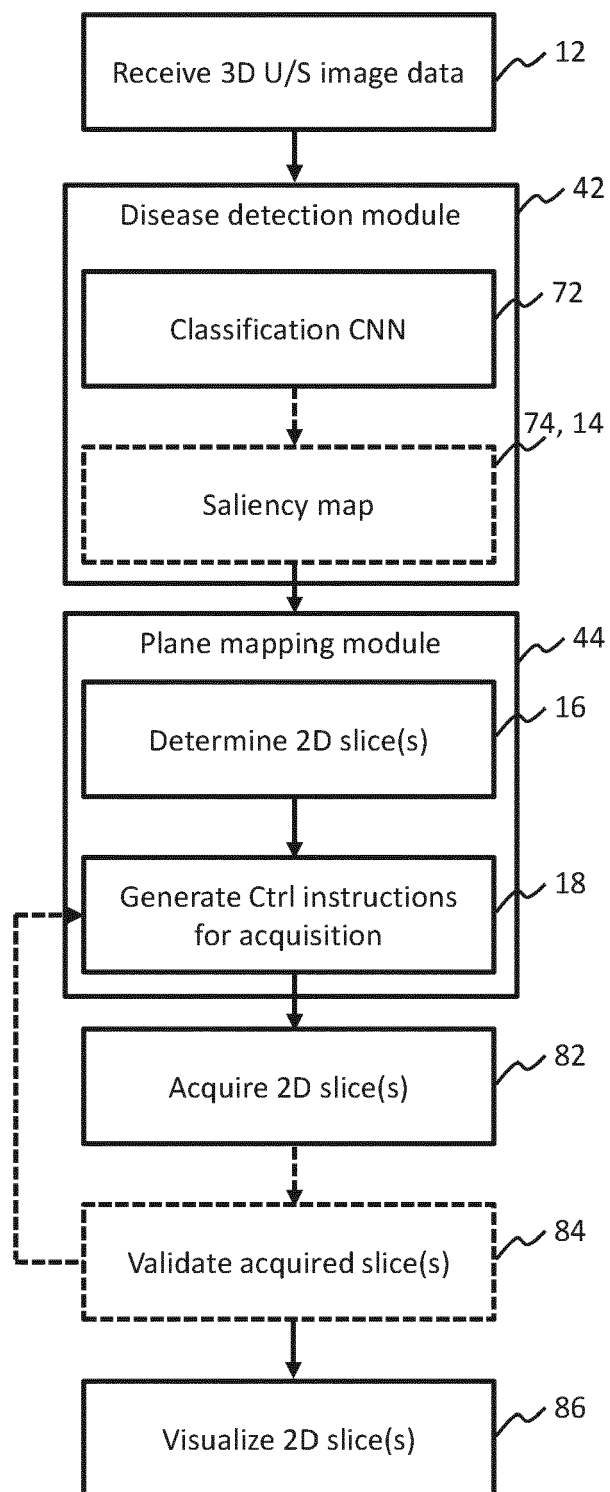 Receive 3D U/S image data
12
Disease detection module
42
Classification CNN
72
74, 14
Saliency map
Plane mapping module
44
Determine 2D slice(s)
16
Generate Ctrl instructions
for acquisition
18
Acquire 2D slice(s)
82
Validate acquired slice(s)
84
Visualize 2D slice(s)
86